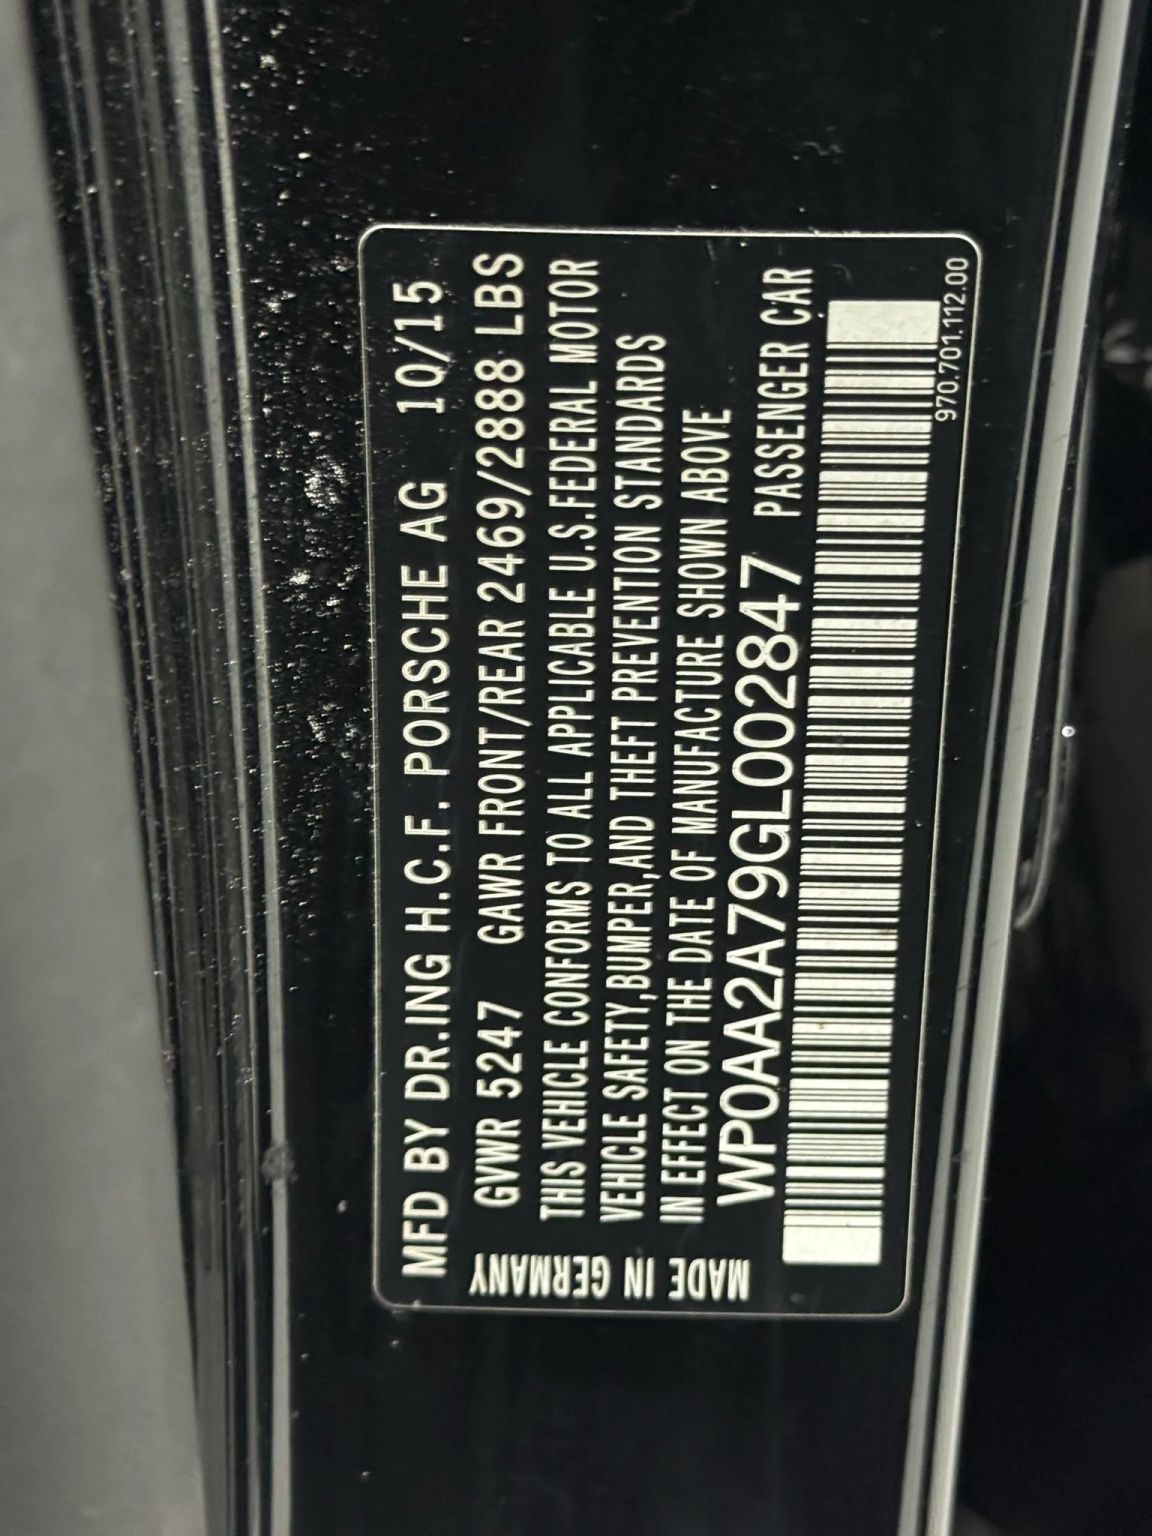 MFD BY DR.ING H.C.F. PORSCHE AG 10/15
GVWR 5247 GAWR FRONT/REAR 2469/2888 LBS
THIS VEHICLE CONFORMS TO ALL APPLICABLE U.S.FEDERAL MOTOR
VEHICLE SAFETY,BUMPER,AND THEFT PREVENTION STANDARDS
IN EFFECT ON THE DATE OF MANUFACTURE SHOWN ABOVE
WP0AA2A79GL002847 PASSENGER CAR
MADE IN GERMANY
970.701.112.00